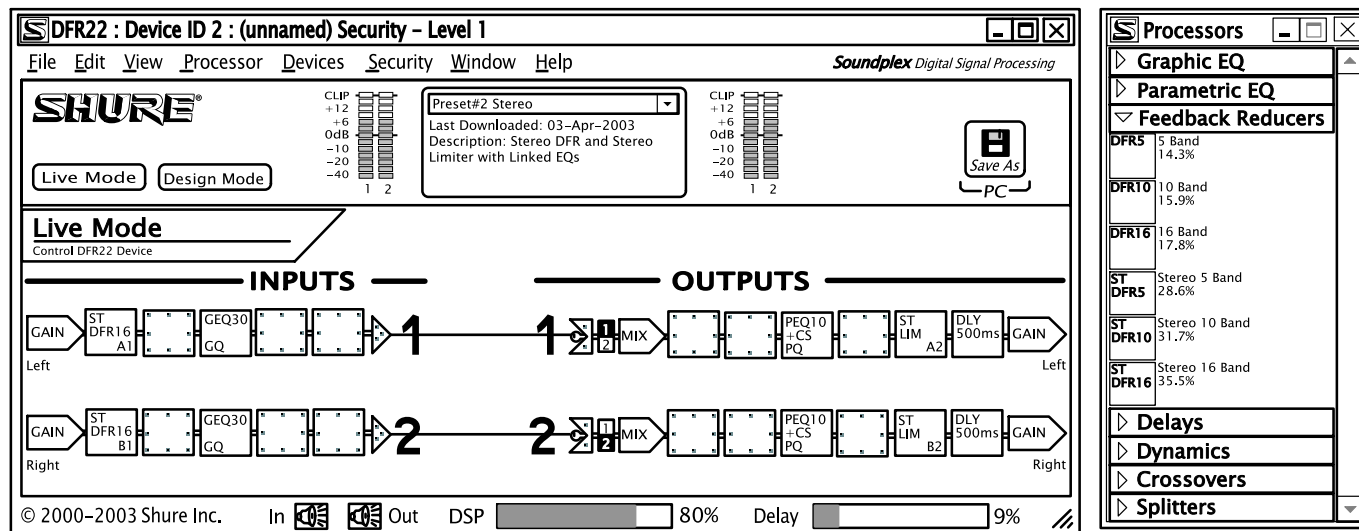 S DFR22 : Device ID 2 : (unnamed) Security – Level 1
File Edit View Processor Devices Security Window Help Soundplex Digital Signal Processing
SHURE®
CLIP
+12
+6
0dB
-10
-20
-40
1 2
Preset#2 Stereo
Last Downloaded: 03-Apr-2003
Description: Stereo DFR and Stereo
Limiter with Linked EQs
CLIP
+12
+6
0dB
-10
-20
-40
1 2
Save As
PC
Live Mode Design Mode
Live Mode
Control DFR22 Device
INPUTS OUTPUTS
GAIN
ST
DFR16
A1
GEQ30
GQ
1 1
1
2
MIX
PEQ10
+CS
PQ
ST
LIM
A2
DLY
500ms
GAIN
Left Left
GAIN
ST
DFR16
B1
GEQ30
GQ
2 2
1
2
MIX
PEQ10
+CS
PQ
ST
LIM
B2
DLY
500ms
GAIN
Right Right
© 2000–2003 Shure Inc. In Out DSP 80% Delay 9%
S Processors
Graphic EQ
Parametric EQ
Feedback Reducers
DFR5 5 Band
14.3%
DFR10 10 Band
15.9%
DFR16 16 Band
17.8%
ST Stereo 5 Band
DFR5 28.6%
ST Stereo 10 Band
DFR10 31.7%
ST Stereo 16 Band
DFR16 35.5%
Delays
Dynamics
Crossovers
Splitters